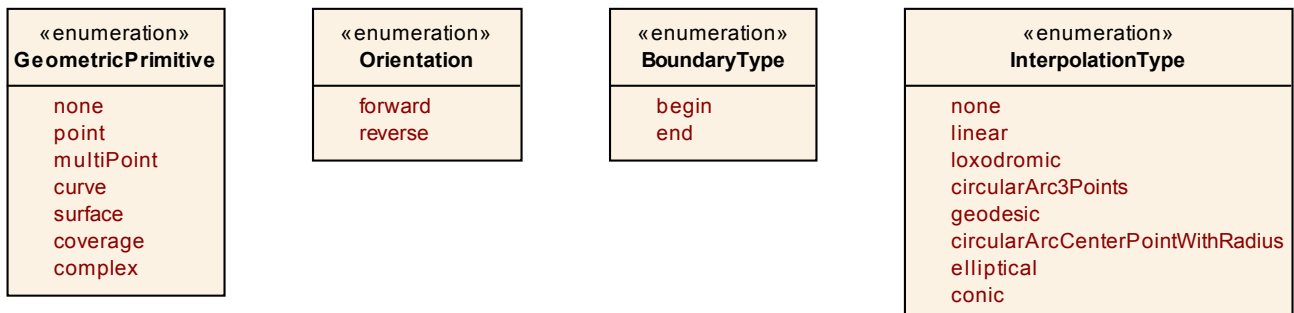 «enumeration»
GeometricPrimitive
none
point
multiPoint
curve
surface
coverage
complex
«enumeration»
Orientation
forward
reverse
«enumeration»
BoundaryType
begin
end
«enumeration»
InterpolationType
none
linear
loxodromic
circularArc3Points
geodesic
circularArcCenterPointWithRadius
elliptical
conic